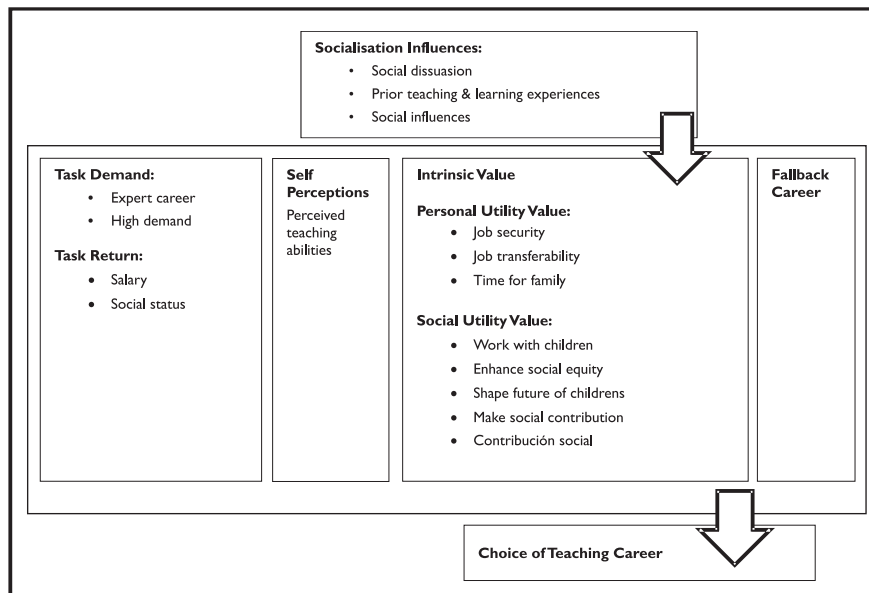 Socialisation Influences:
• Social dissuasion
• Prior teaching & learning experiences
• Social influences
Task Demand:
• Expert career
• High demand
Task Return:
• Salary
• Social status
Self
Perceptions
Perceived
teaching
abilities
Intrinsic Value
Personal Utility Value:
• Job security
• Job transferability
• Time for family
Social Utility Value:
• Work with children
• Enhance social equity
• Shape future of childrens
• Make social contribution
• Contribución social
Fallback
Career
Choice of Teaching Career